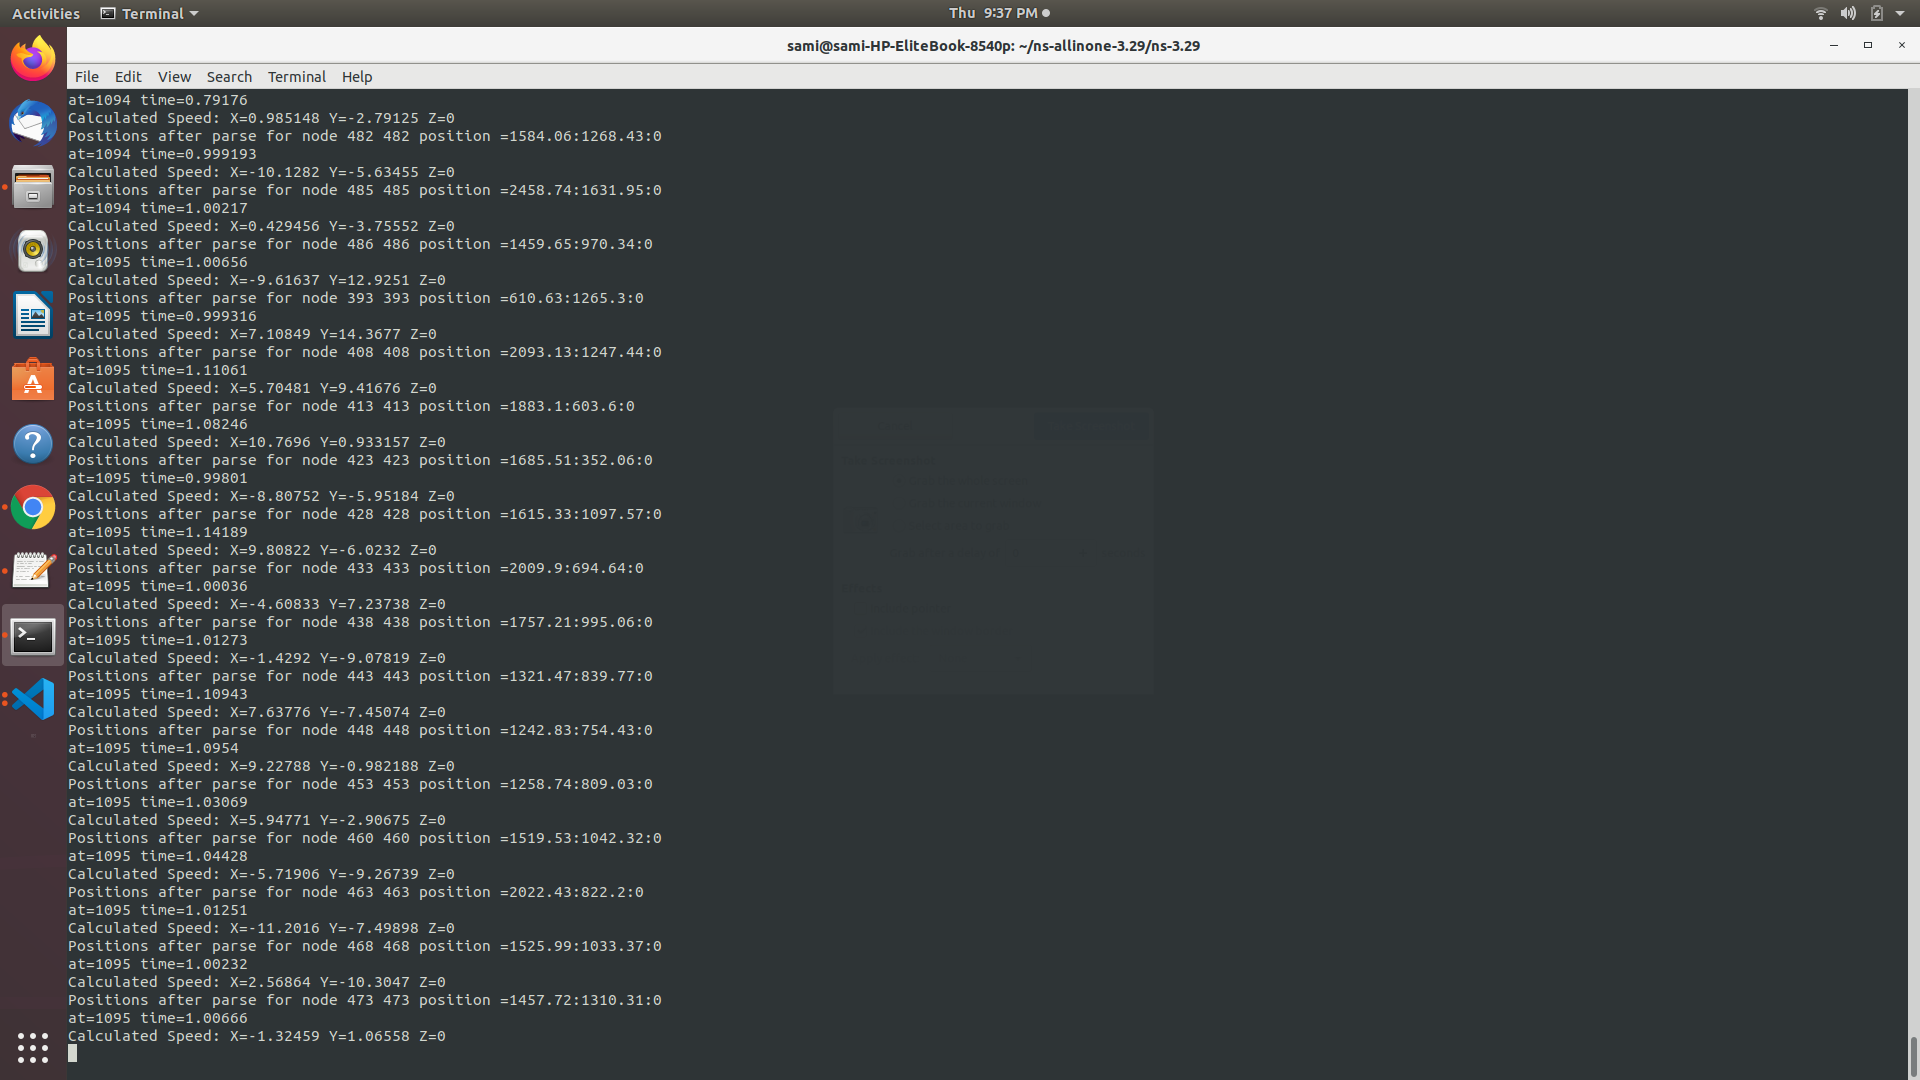 Activities Terminal Thu 9:37 PM
sami@sami-HP-EliteBook-8540p: ~/ns-allinone-3.29/ns-3.29
File Edit View Search Terminal Help
at=1094 time=0.79176
Calculated Speed: X=0.985148 Y=-2.79125 Z=0
Positions after parse for node 482 482 position =1584.06:1268.43:0
at=1094 time=0.999193
Calculated Speed: X=-10.1282 Y=-5.63455 Z=0
Positions after parse for node 485 485 position =2458.74:1631.95:0
at=1094 time=1.00217
Calculated Speed: X=0.429456 Y=-3.75552 Z=0
Positions after parse for node 486 486 position =1459.65:970.34:0
at=1095 time=1.00656
Calculated Speed: X=-9.61637 Y=12.9251 Z=0
Positions after parse for node 393 393 position =610.63:1265.3:0
at=1095 time=0.999316
Calculated Speed: X=7.10849 Y=14.3677 Z=0
Positions after parse for node 408 408 position =2093.13:1247.44:0
at=1095 time=1.11061
Calculated Speed: X=5.70481 Y=9.41676 Z=0
Positions after parse for node 413 413 position =1883.1:603.6:0
at=1095 time=1.08246
Calculated Speed: X=10.7696 Y=0.933157 Z=0
Positions after parse for node 423 423 position =1685.51:352.06:0
at=1095 time=0.99801
Calculated Speed: X=-8.80752 Y=-5.95184 Z=0
Positions after parse for node 428 428 position =1615.33:1097.57:0
at=1095 time=1.14189
Calculated Speed: X=9.80822 Y=-6.0232 Z=0
Positions after parse for node 433 433 position =2009.9:694.64:0
at=1095 time=1.00036
Calculated Speed: X=-4.60833 Y=7.23738 Z=0
Positions after parse for node 438 438 position =1757.21:995.06:0
at=1095 time=1.01273
Calculated Speed: X=-1.4292 Y=-9.07819 Z=0
Positions after parse for node 443 443 position =1321.47:839.77:0
at=1095 time=1.10943
Calculated Speed: X=7.63776 Y=-7.45074 Z=0
Positions after parse for node 448 448 position =1242.83:754.43:0
at=1095 time=1.0954
Calculated Speed: X=9.22788 Y=-0.982188 Z=0
Positions after parse for node 453 453 position =1258.74:809.03:0
at=1095 time=1.03069
Calculated Speed: X=5.94771 Y=-2.90675 Z=0
Positions after parse for node 460 460 position =1519.53:1042.32:0
at=1095 time=1.04428
Calculated Speed: X=-5.71906 Y=-9.26739 Z=0
Positions after parse for node 463 463 position =2022.43:822.2:0
at=1095 time=1.01251
Calculated Speed: X=-11.2016 Y=-7.49898 Z=0
Positions after parse for node 468 468 position =1525.99:1033.37:0
at=1095 time=1.00232
Calculated Speed: X=2.56864 Y=-10.3047 Z=0
Positions after parse for node 473 473 position =1457.72:1310.31:0
at=1095 time=1.00666
Calculated Speed: X=-1.32459 Y=1.06558 Z=0